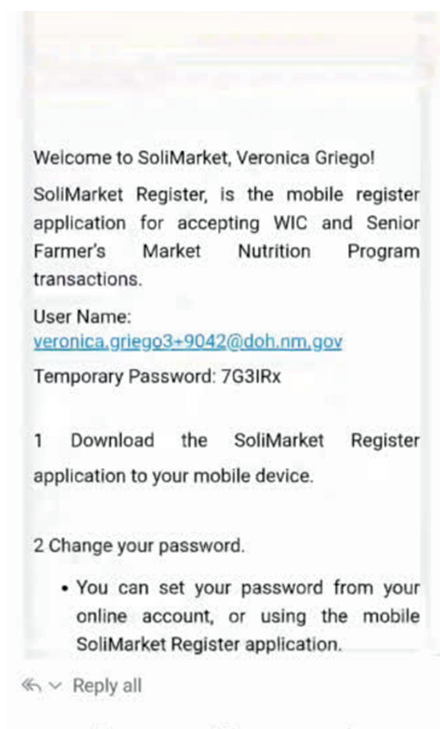 Welcome to SoliMarket, Veronica Griego!
SoliMarket Register, is the mobile register
application for accepting WIC and Senior
Farmer's Market Nutrition Program
transactions.
User Name:
veronica.griego3+9042@doh.nm.gov
Temporary Password: 7G3IRx
1 Download the SoliMarket Register
application to your mobile device.
2 Change your password.
• You can set your password from your
online account, or using the mobile
SoliMarket Register application.
Reply all